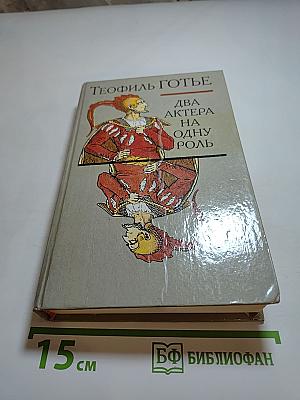 ТЕОФИЛЬ ГОТЬЕ
ДВА
АКТЕРА
НА
ОДНУ
РОЛЬ
15 см
БФ БИБЛИОФАН